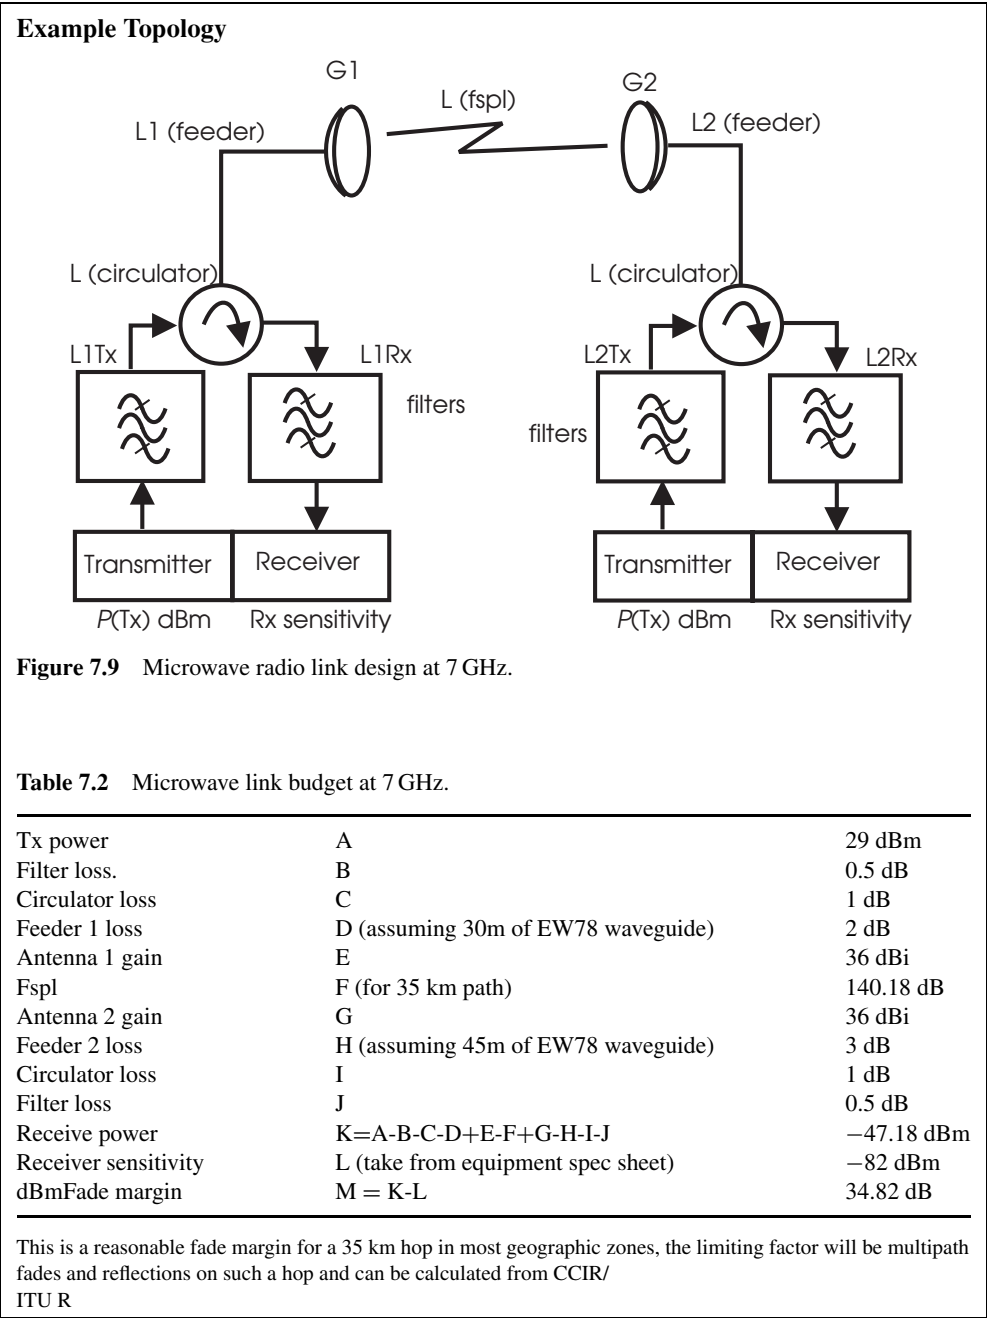 Example Topology
G1
G2
L (fspl)
L1 (feeder)
L2 (feeder)
L (circulator)
L (circulator)
L1Tx
L1Rx
L2Tx
L2Rx
filters
filters
Transmitter
Receiver
Transmitter
Receiver
P(Tx) dBm
Rx sensitivity
P(Tx) dBm
Rx sensitivity
Figure 7.9 Microwave radio link design at 7 GHz.
Table 7.2 Microwave link budget at 7 GHz.
Tx power A 29 dBm
Filter loss. B 0.5 dB
Circulator loss C 1 dB
Feeder 1 loss D (assuming 30m of EW78 waveguide) 2 dB
Antenna 1 gain E 36 dBi
Fspl F (for 35 km path) 140.18 dB
Antenna 2 gain G 36 dBi
Feeder 2 loss H (assuming 45m of EW78 waveguide) 3 dB
Circulator loss I 1 dB
Filter loss J 0.5 dB
Receive power K=A-B-C-D+E-F+G-H-I-J −47.18 dBm
Receiver sensitivity L (take from equipment spec sheet) −82 dBm
dBmFade margin M = K-L 34.82 dB
This is a reasonable fade margin for a 35 km hop in most geographic zones, the limiting factor will be multipath
fades and reflections on such a hop and can be calculated from CCIR/
ITU R